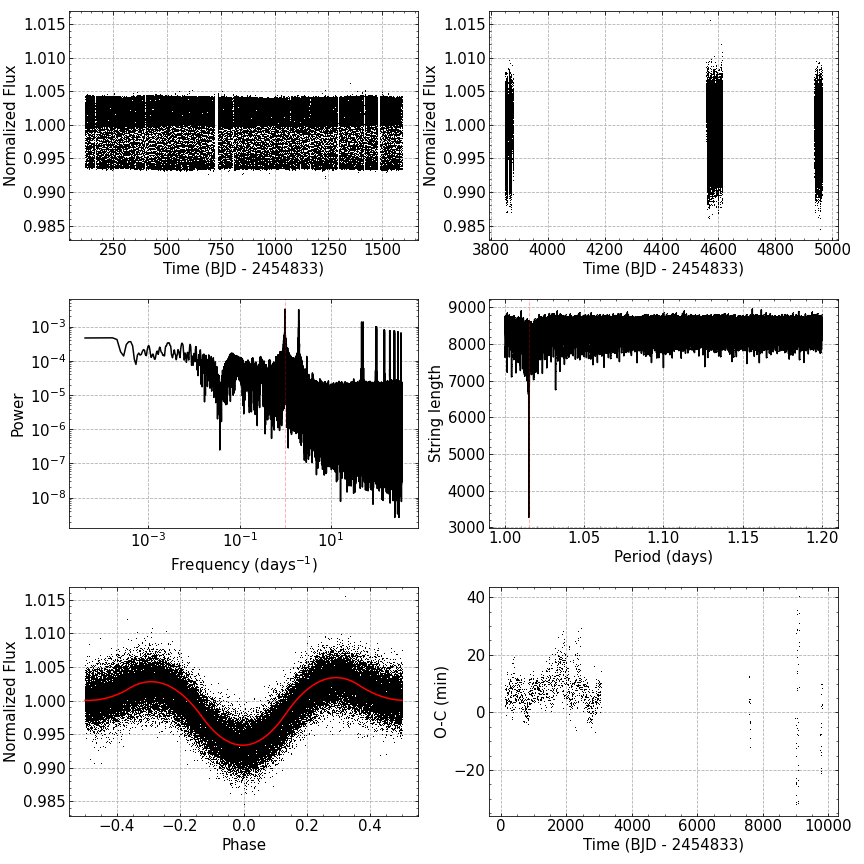 1.015
1.010
1.005
1.000
0.995
0.990
0.985
Normalized Flux
250 500 750 1000 1250 1500
Time (BJD - 2454833)
1.015
1.010
1.005
1.000
0.995
0.990
0.985
Normalized Flux
3800 4000 4200 4400 4600 4800 5000
Time (BJD - 2454833)
10⁻³
10⁻⁴
10⁻⁵
10⁻⁶
10⁻⁷
10⁻⁸
Power
10⁻³ 10⁻¹ 10¹
Frequency (days⁻¹)
9000
8000
7000
6000
5000
4000
3000
String length
1.00 1.05 1.10 1.15 1.20
Period (days)
1.015
1.010
1.005
1.000
0.995
0.990
0.985
Normalized Flux
−0.4 −0.2 0.0 0.2 0.4
Phase
40
20
0
−20
O-C (min)
0 2000 4000 6000 8000 10000
Time (BJD - 2454833)